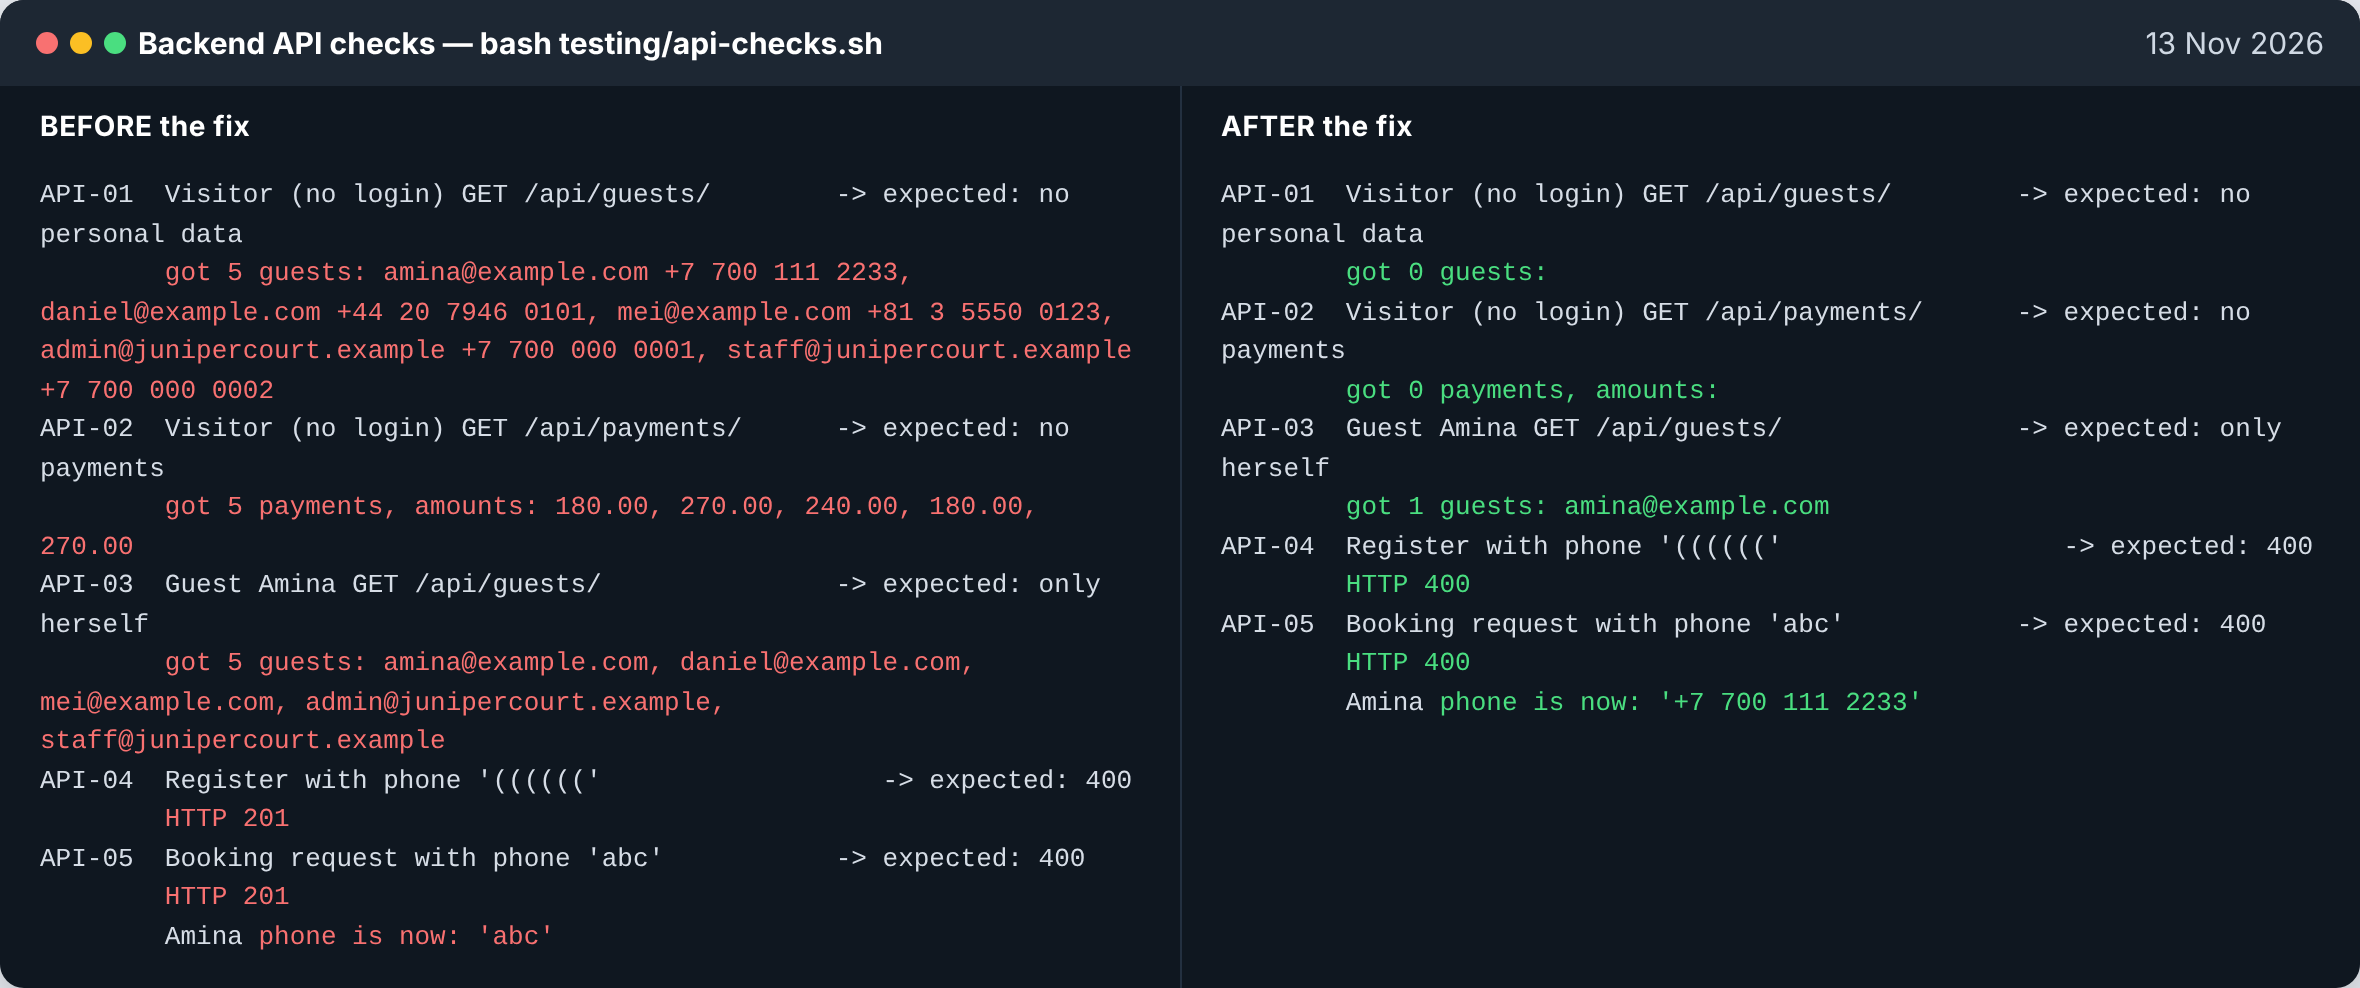 Backend API checks — bash testing/api-checks.sh
13 Nov 2026
BEFORE the fix
API-01  Visitor (no login) GET /api/guests/        -> expected: no
personal data
        got 5 guests: amina@example.com +7 700 111 2233,
daniel@example.com +44 20 7946 0101, mei@example.com +81 3 5550 0123,
admin@junipercourt.example +7 700 000 0001, staff@junipercourt.example
+7 700 000 0002
API-02  Visitor (no login) GET /api/payments/      -> expected: no
payments
        got 5 payments, amounts: 180.00, 270.00, 240.00, 180.00,
270.00
API-03  Guest Amina GET /api/guests/               -> expected: only
herself
        got 5 guests: amina@example.com, daniel@example.com,
mei@example.com, admin@junipercourt.example,
staff@junipercourt.example
API-04  Register with phone '(((((('                  -> expected: 400
        HTTP 201
API-05  Booking request with phone 'abc'           -> expected: 400
        HTTP 201
        Amina phone is now: 'abc'
AFTER the fix
API-01  Visitor (no login) GET /api/guests/        -> expected: no
personal data
        got 0 guests:
API-02  Visitor (no login) GET /api/payments/      -> expected: no
payments
        got 0 payments, amounts:
API-03  Guest Amina GET /api/guests/               -> expected: only
herself
        got 1 guests: amina@example.com
API-04  Register with phone '(((((('                  -> expected: 400
        HTTP 400
API-05  Booking request with phone 'abc'           -> expected: 400
        HTTP 400
        Amina phone is now: '+7 700 111 2233'